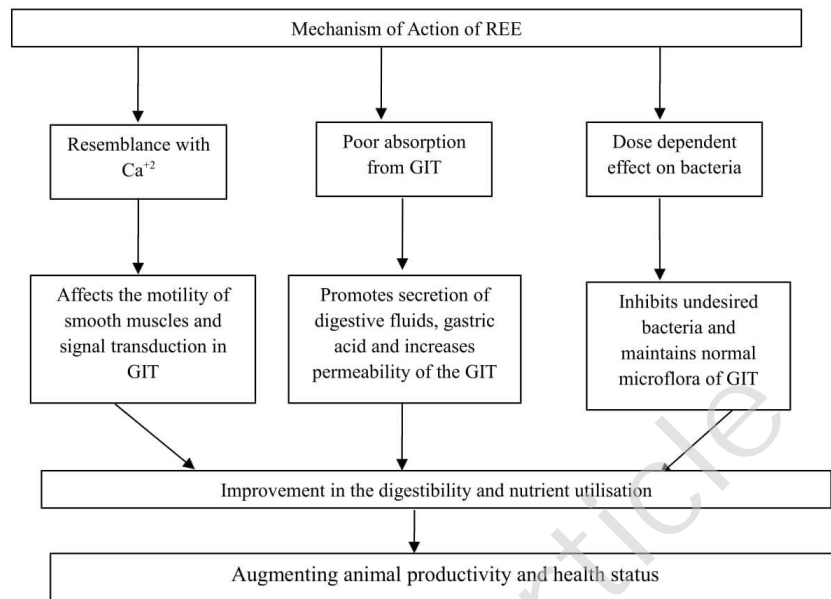 Mechanism of Action of REE
Resemblance with
Ca+2
Poor absorption
from GIT
Dose dependent
effect on bacteria
Affects the motility of
smooth muscles and
signal transduction in
GIT
Promotes secretion of
digestive fluids, gastric
acid and increases
permeability of the GIT
Inhibits undesired
bacteria and
maintains normal
microflora of GIT
Improvement in the digestibility and nutrient utilisation
Augmenting animal productivity and health status
rticle